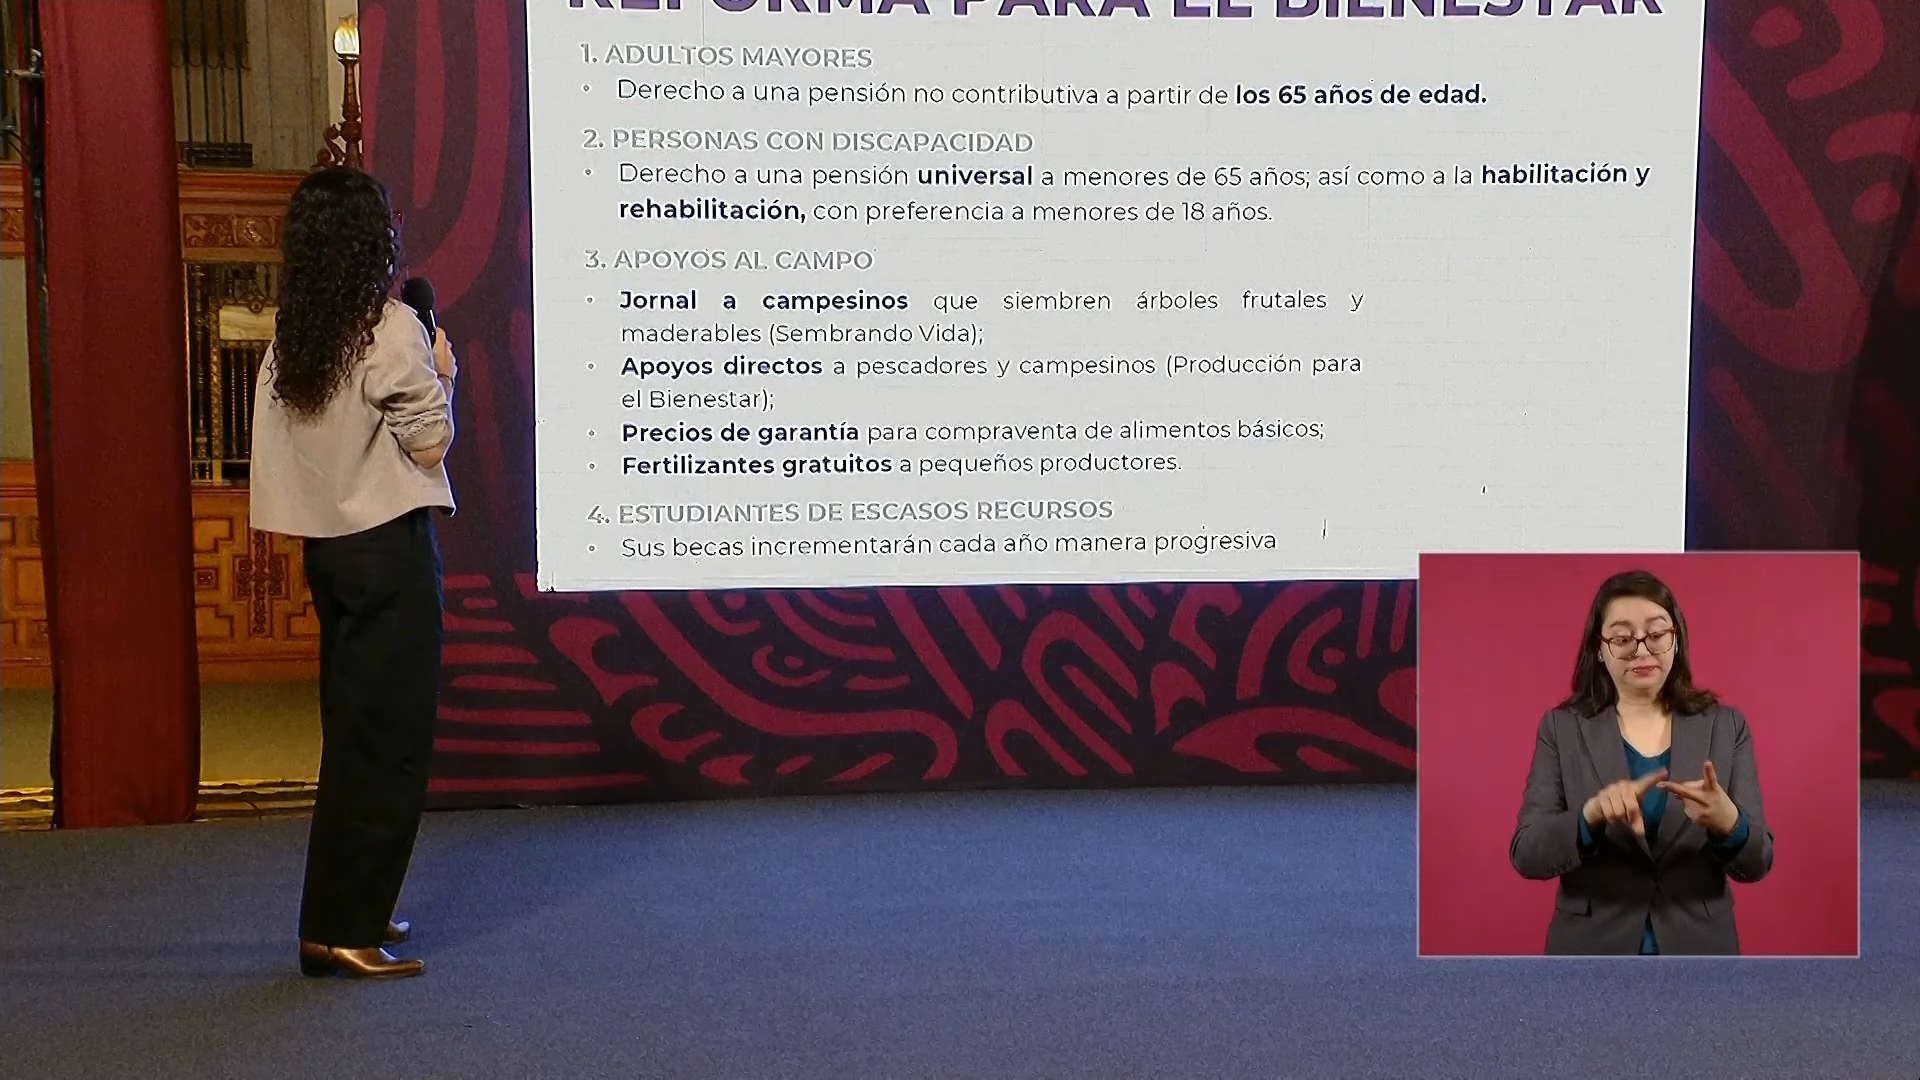 REFORMA PARA EL BIENESTAR
1. ADULTOS MAYORES
• Derecho a una pensión no contributiva a partir de los 65 años de edad.
2. PERSONAS CON DISCAPACIDAD
• Derecho a una pensión universal a menores de 65 años; así como a la habilitación y
rehabilitación, con preferencia a menores de 18 años.
3. APOYOS AL CAMPO
• Jornal a campesinos que siembren árboles frutales y
maderables (Sembrando Vida);
• Apoyos directos a pescadores y campesinos (Producción para
el Bienestar);
• Precios de garantía para compraventa de alimentos básicos;
• Fertilizantes gratuitos a pequeños productores.
4. ESTUDIANTES DE ESCASOS RECURSOS
• Sus becas incrementarán cada año manera progresiva